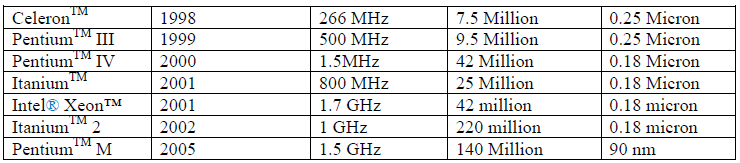 Celeron™ 1998 266 MHz 7.5 Million 0.25 Micron
Pentium™ III 1999 500 MHz 9.5 Million 0.25 Micron
Pentium™ IV 2000 1.5MHz 42 Million 0.18 Micron
Itanium™ 2001 800 MHz 25 Million 0.18 Micron
Intel® Xeon™ 2001 1.7 GHz 42 million 0.18 micron
Itanium™ 2 2002 1 GHz 220 million 0.18 micron
Pentium™ M 2005 1.5 GHz 140 Million 90 nm